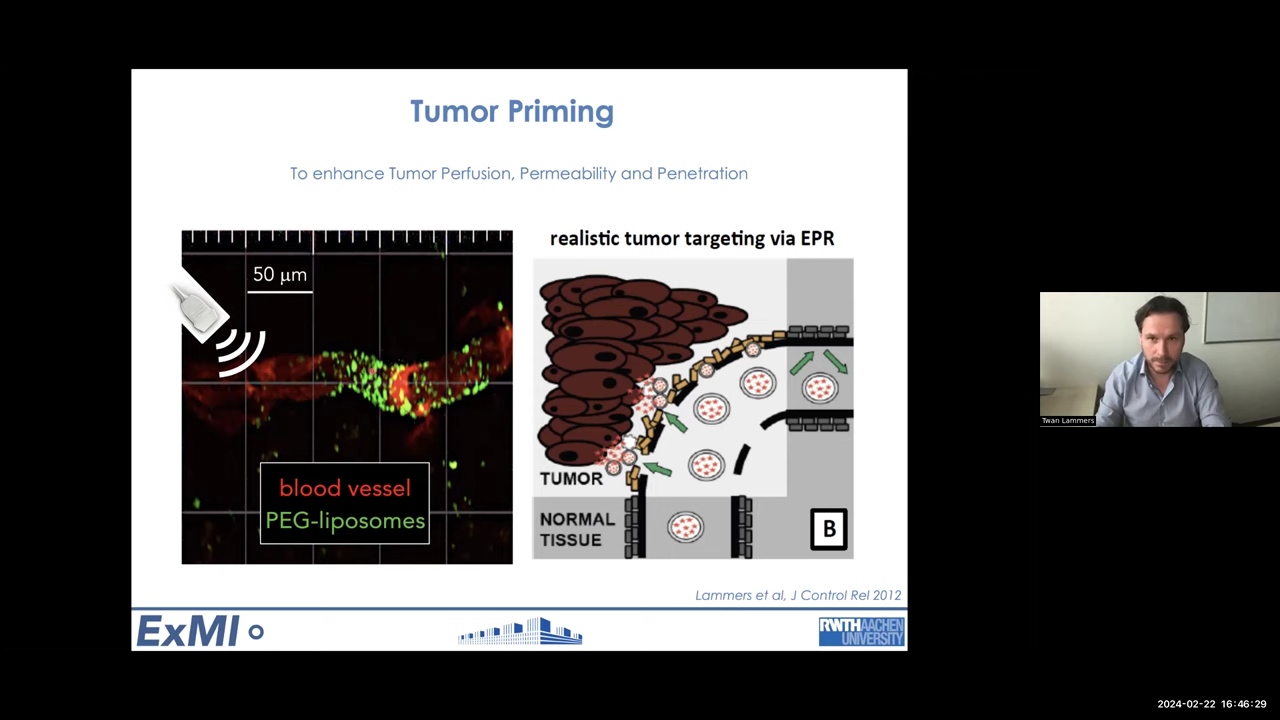 Tumor Priming
To enhance Tumor Perfusion, Permeability and Penetration
50 μm
blood vessel
PEG-liposomes
realistic tumor targeting via EPR
TUMOR
NORMAL
TISSUE
B
Lammers et al, J Control Rel 2012
ExMI
RWTHAACHEN
UNIVERSITY
Twan Lammers
2024-02-22 16:46:29